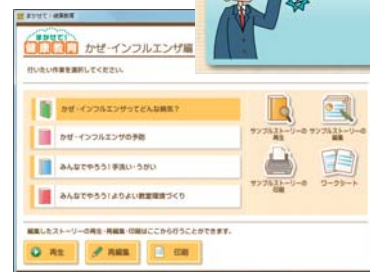 まかせて!健康教育
まかせて!
健康教育 かぜ・インフルエンザ編
行いたい作業を選択してください。
かぜ・インフルエンザってどんな病気?
かぜ・インフルエンザの予防
みんなでやろう!手洗い・うがい
みんなでやろう!よりよい教室環境づくり
サンプルストーリーの
再生
サンプルストーリーの
編集
サンプルストーリーの
印刷
ワークシート
編集したストーリーの再生・再編集・印刷はここから行うことができます。
再生
再編集
印刷